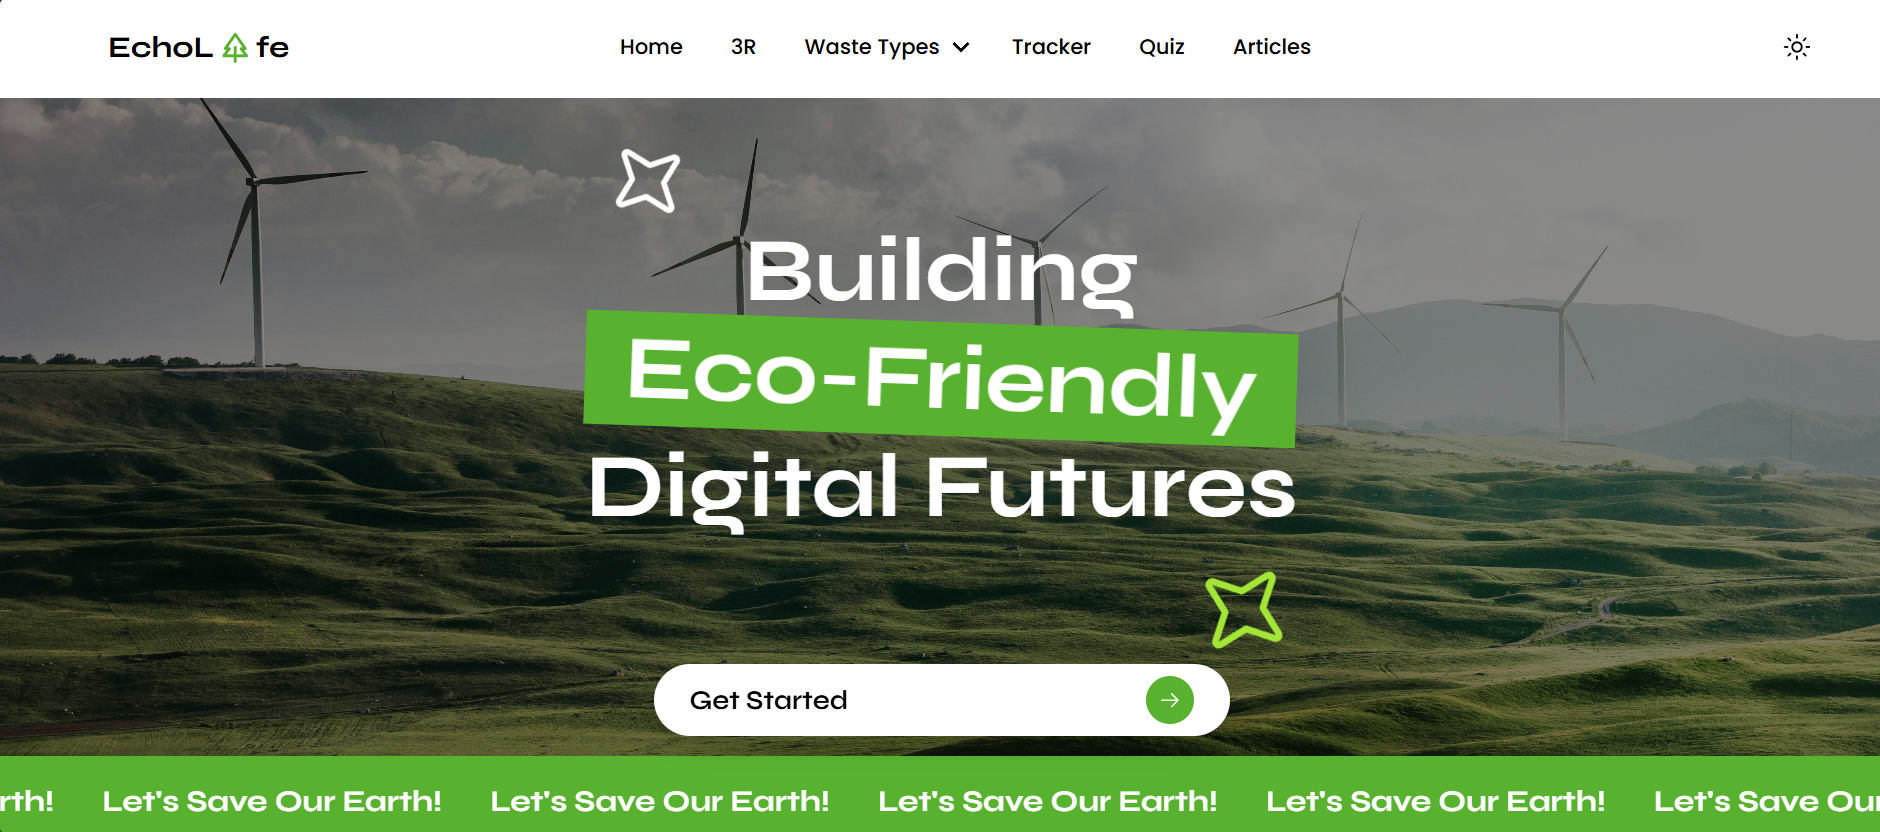 EchoL fe
Home 3R Waste Types Tracker Quiz Articles
Building
Eco-Friendly
Digital Futures
Get Started
rth! Let's Save Our Earth! Let's Save Our Earth! Let's Save Our Earth! Let's Save Our Earth! Let's Save Our